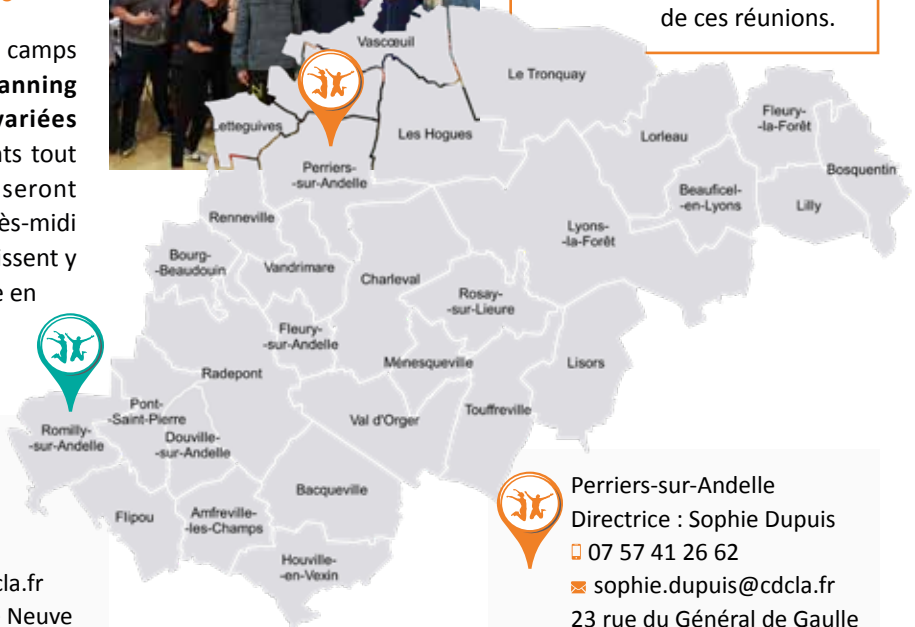 de ces réunions.
camps
anning
variées
ts tout
seront
ès-midi
issent y
e en
Vascœuil
Le Tronquay
Letteguives
Les Hogues
Fleury-
-la-Forêt
Lorleau
Bosquentin
Perriers-
-sur-Andelle
Beauficel-
-en-Lyons
Lilly
Renneville
Lyons-
-la-Forêt
Bourg-
-Beaudouin
Vandrimare
Charleval
Rosay-
-sur-Lieure
Fleury-
-sur-Andelle
Ménesqueville
Lisors
Radepont
Pont-
-Saint-Pierre
Val d'Orger
Touffreville
Romilly-
-sur-Andelle
Douville-
-sur-Andelle
Bacqueville
Flipou
Amfreville-
-les-Champs
Houville-
-en-Vexin
cla.fr
Neuve
Perriers-sur-Andelle
Directrice : Sophie Dupuis
07 57 41 26 62
sophie.dupuis@cdcla.fr
23 rue du Général de Gaulle